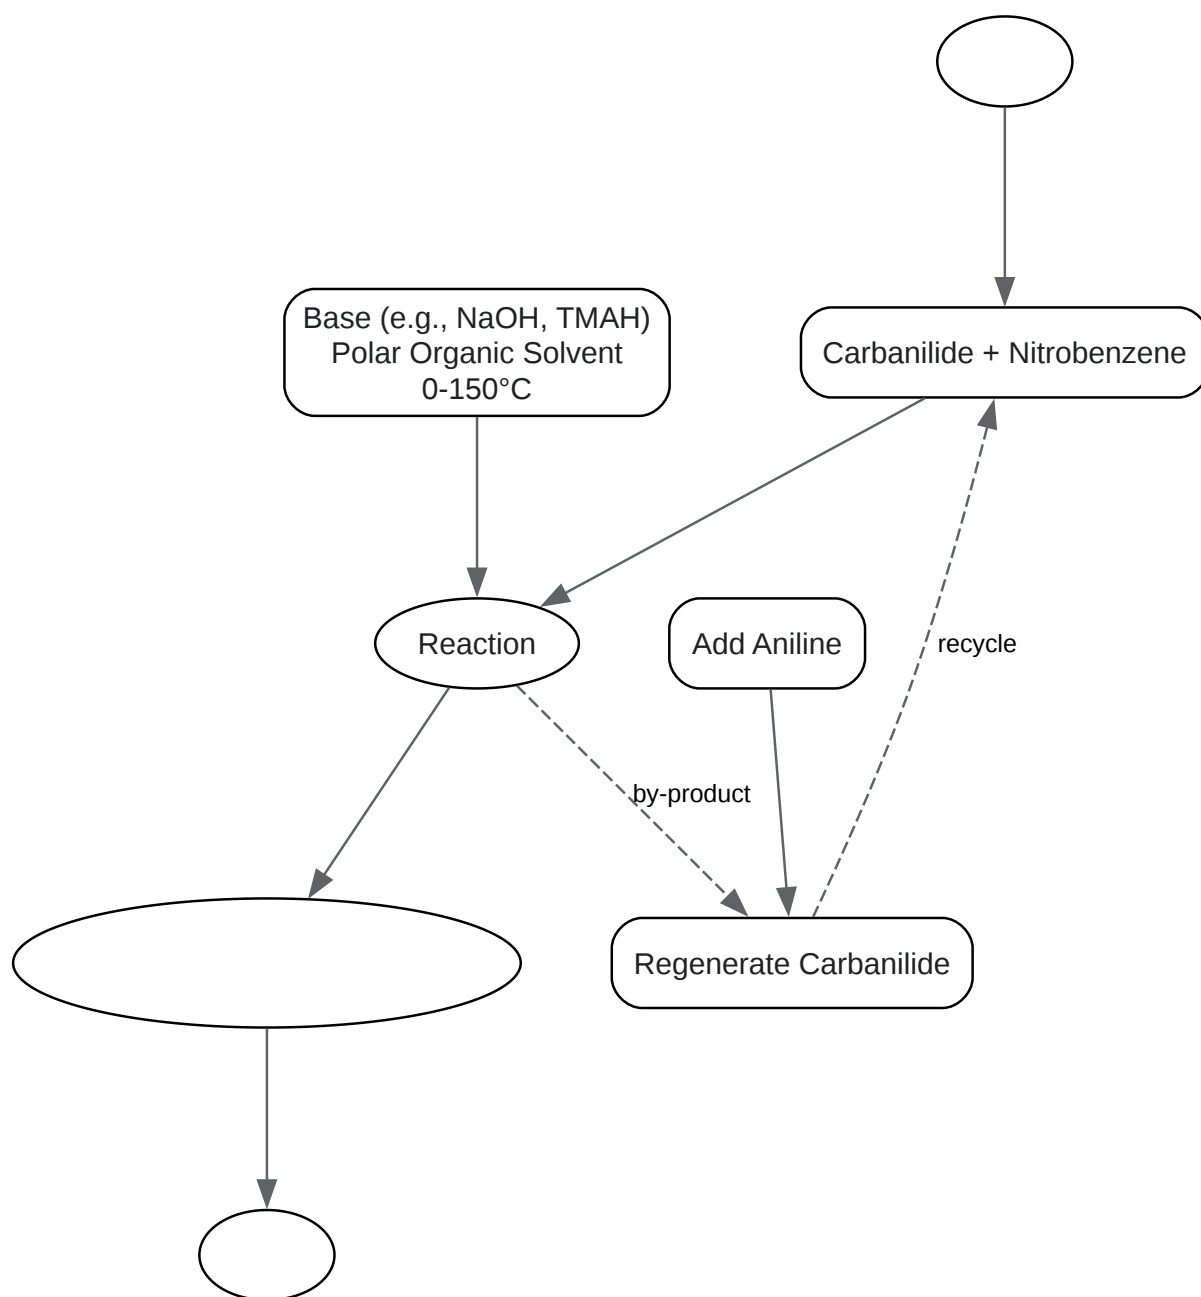 Base (e.g., NaOH, TMAH)
Polar Organic Solvent
0-150°C
Carbanilide + Nitrobenzene
Reaction
Add Aniline
recycle
by-product
Regenerate Carbanilide